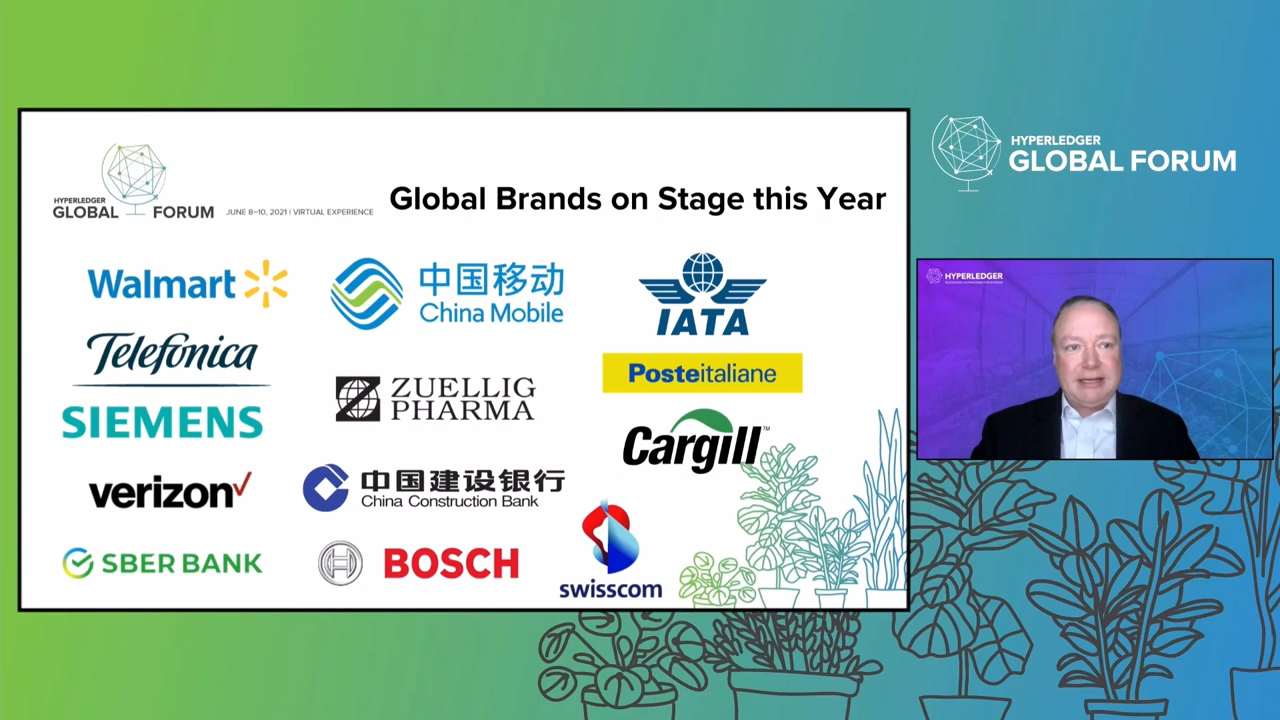 HYPERLEDGER
GLOBAL FORUM
JUNE 8–10, 2021 | VIRTUAL EXPERIENCE
Global Brands on Stage this Year
Walmart
中国移动
China Mobile
IATA
Telefónica
Posteitaliane
ZUELLIG
PHARMA
SIEMENS
Cargill™
verizon
中国建设银行
China Construction Bank
SBER BANK
BOSCH
swisscom
HYPERLEDGER
GLOBAL FORUM
HYPERLEDGER